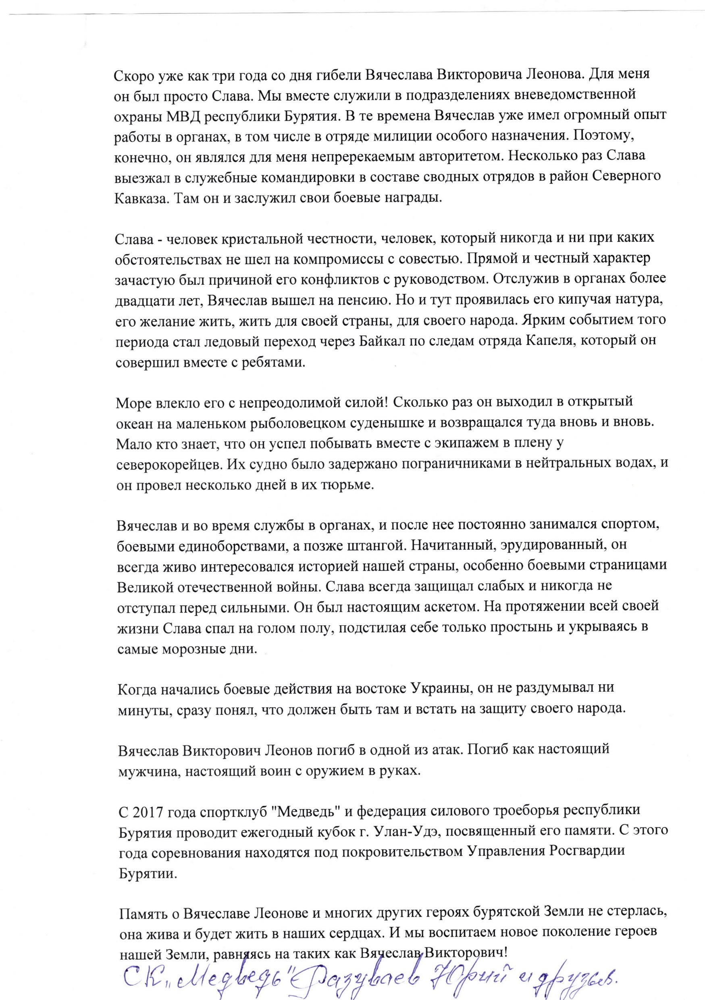 Скоро уже как три года со дня гибели Вячеслава Викторовича Леонова. Для меня
он был просто Слава. Мы вместе служили в подразделениях вневедомственной
охраны МВД республики Бурятия. В те времена Вячеслав уже имел огромный опыт
работы в органах, в том числе в отряде милиции особого назначения. Поэтому,
конечно, он являлся для меня непререкаемым авторитетом. Несколько раз Слава
выезжал в служебные командировки в составе сводных отрядов в район Северного
Кавказа. Там он и заслужил свои боевые награды.
Слава - человек кристальной честности, человек, который никогда и ни при каких
обстоятельствах не шел на компромиссы с совестью. Прямой и честный характер
зачастую был причиной его конфликтов с руководством. Отслужив в органах более
двадцати лет, Вячеслав вышел на пенсию. Но и тут проявилась его кипучая натура,
его желание жить, жить для своей страны, для своего народа. Ярким событием того
периода стал ледовый переход через Байкал по следам отряда Капеля, который он
совершил вместе с ребятами.
Море влекло его с непреодолимой силой! Сколько раз он выходил в открытый
океан на маленьком рыболовецком суденышке и возвращался туда вновь и вновь.
Мало кто знает, что он успел побывать вместе с экипажем в плену у
северокорейцев. Их судно было задержано пограничниками в нейтральных водах, и
он провел несколько дней в их тюрьме.
Вячеслав и во время службы в органах, и после нее постоянно занимался спортом,
боевыми единоборствами, а позже штангой. Начитанный, эрудированный, он
всегда живо интересовался историей нашей страны, особенно боевыми страницами
Великой отечественной войны. Слава всегда защищал слабых и никогда не
отступал перед сильными. Он был настоящим аскетом. На протяжении всей своей
жизни Слава спал на голом полу, подстилая себе только простынь и укрываясь в
самые морозные дни.
Когда начались боевые действия на востоке Украины, он не раздумывал ни
минуты, сразу понял, что должен быть там и встать на защиту своего народа.
Вячеслав Викторович Леонов погиб в одной из атак. Погиб как настоящий
мужчина, настоящий воин с оружием в руках.
С 2017 года спортклуб "Медведь" и федерация силового троеборья республики
Бурятия проводит ежегодный кубок г. Улан-Удэ, посвященный его памяти. С этого
года соревнования находятся под покровительством Управления Росгвардии
Бурятии.
Память о Вячеславе Леонове и многих других героях бурятской Земли не стерлась,
она жива и будет жить в наших сердцах. И мы воспитаем новое поколение героев
нашей Земли, равняясь на таких как Вячеслав Викторович!
СК „Медведь" Разуваев Юрий и друзья.